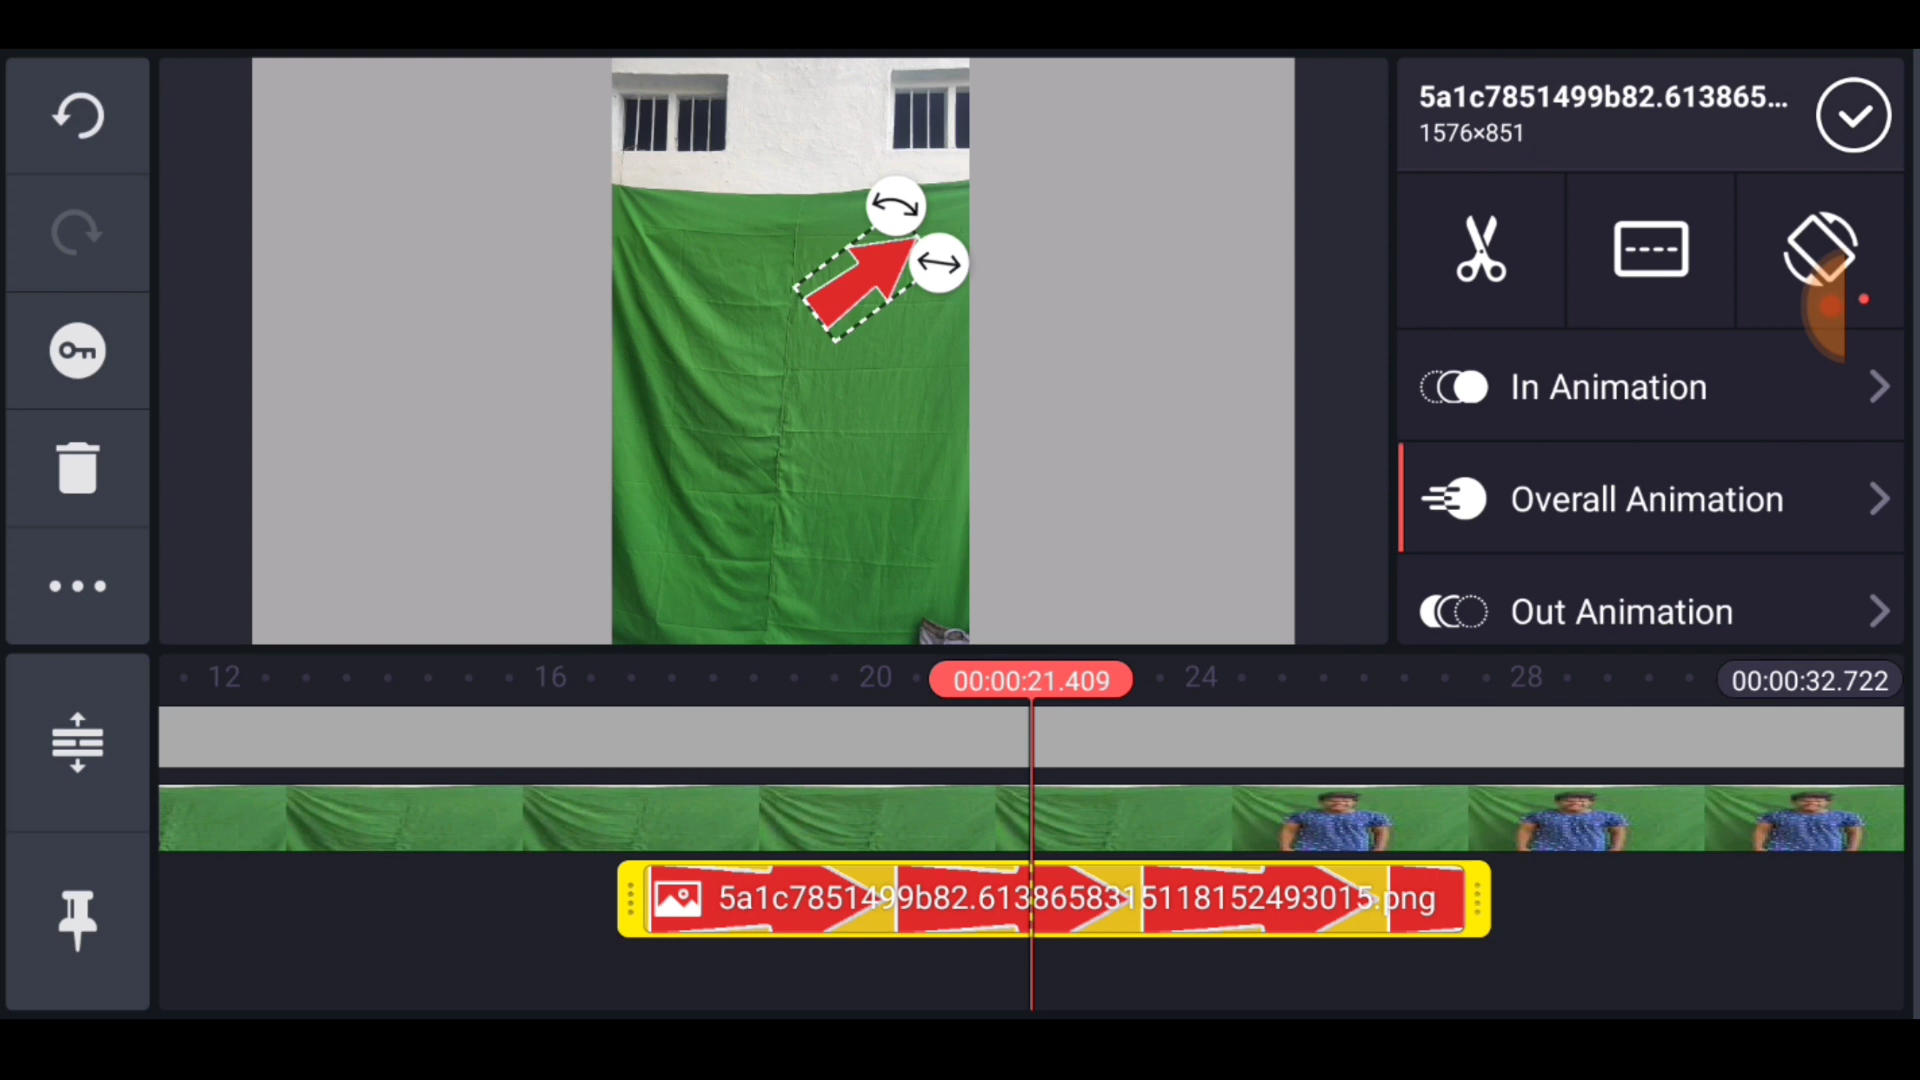 5a1c7851499b82.613865...
1576×851
In Animation
Overall Animation
Out Animation
12
16
20
00:00:21.409
24
28
00:00:32.722
5a1c7851499b82.6138658315118152493015.png